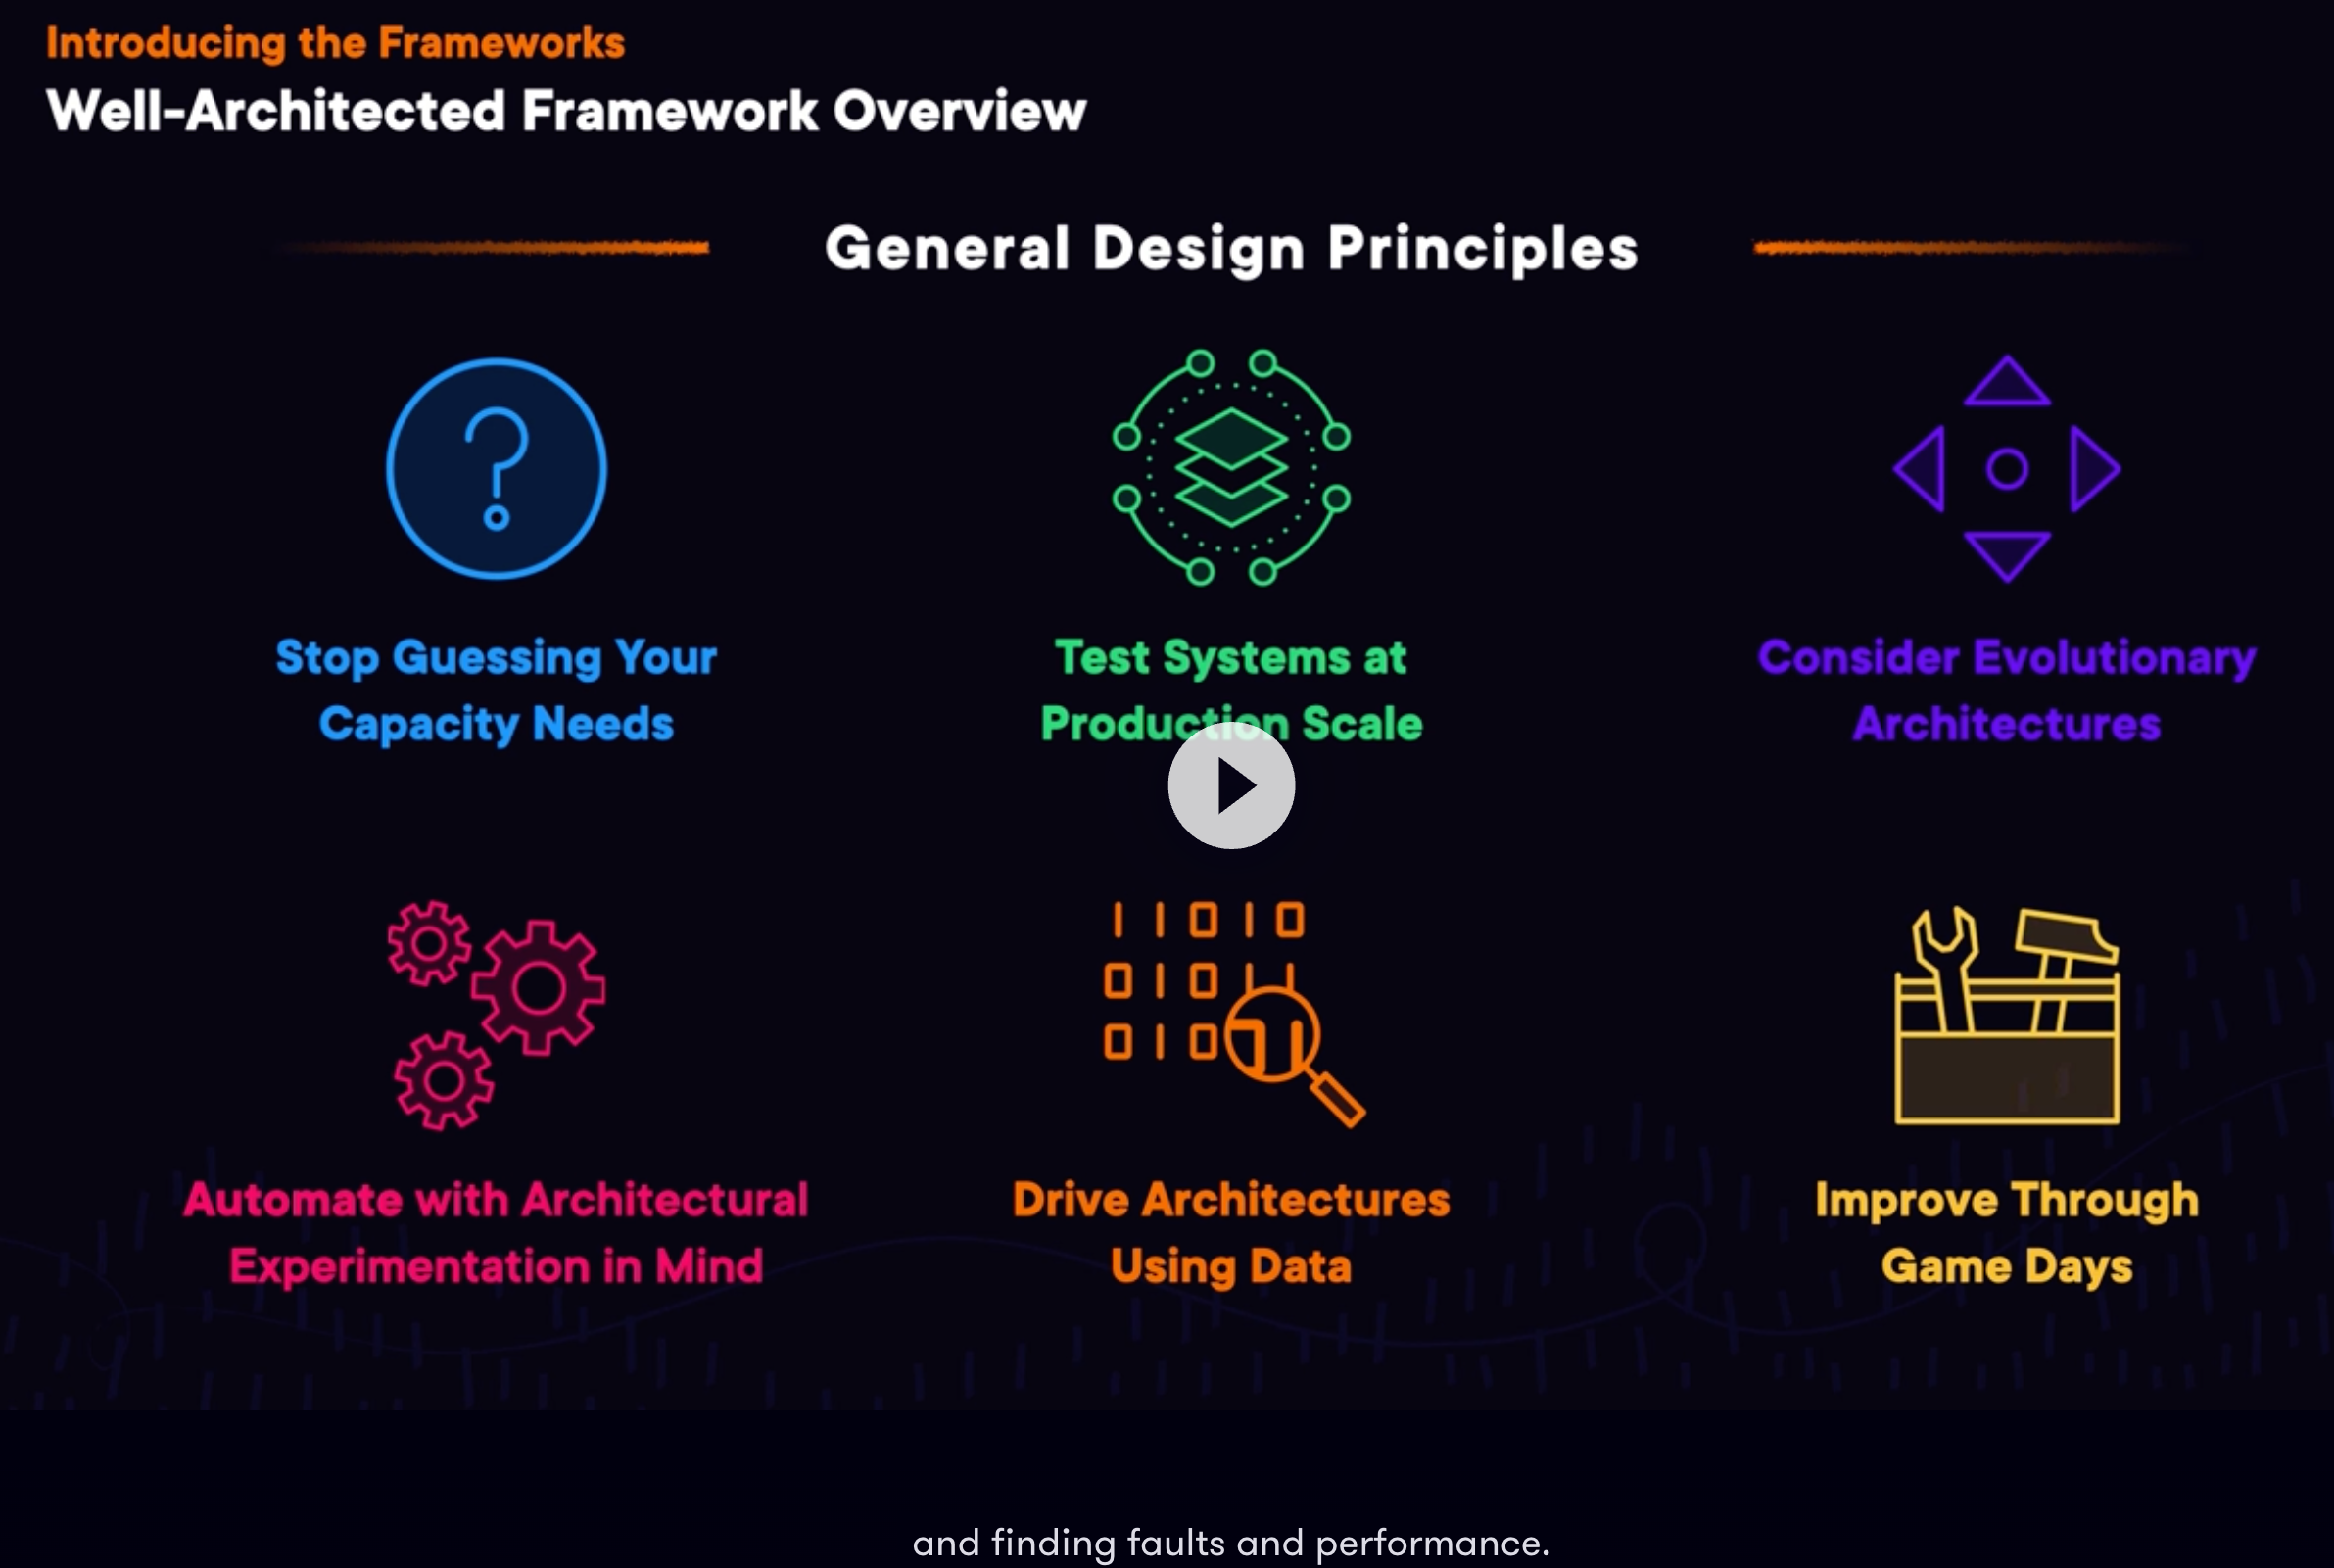 Introducing the Frameworks
Well-Architected Framework Overview
General Design Principles
Stop Guessing Your
Capacity Needs
Test Systems at
Production Scale
Consider Evolutionary
Architectures
1 1 0 1 0
0 1 0 1 1
0 1 0 1 1
Automate with Architectural
Experimentation in Mind
Drive Architectures
Using Data
Improve Through
Game Days
and finding faults and performance.